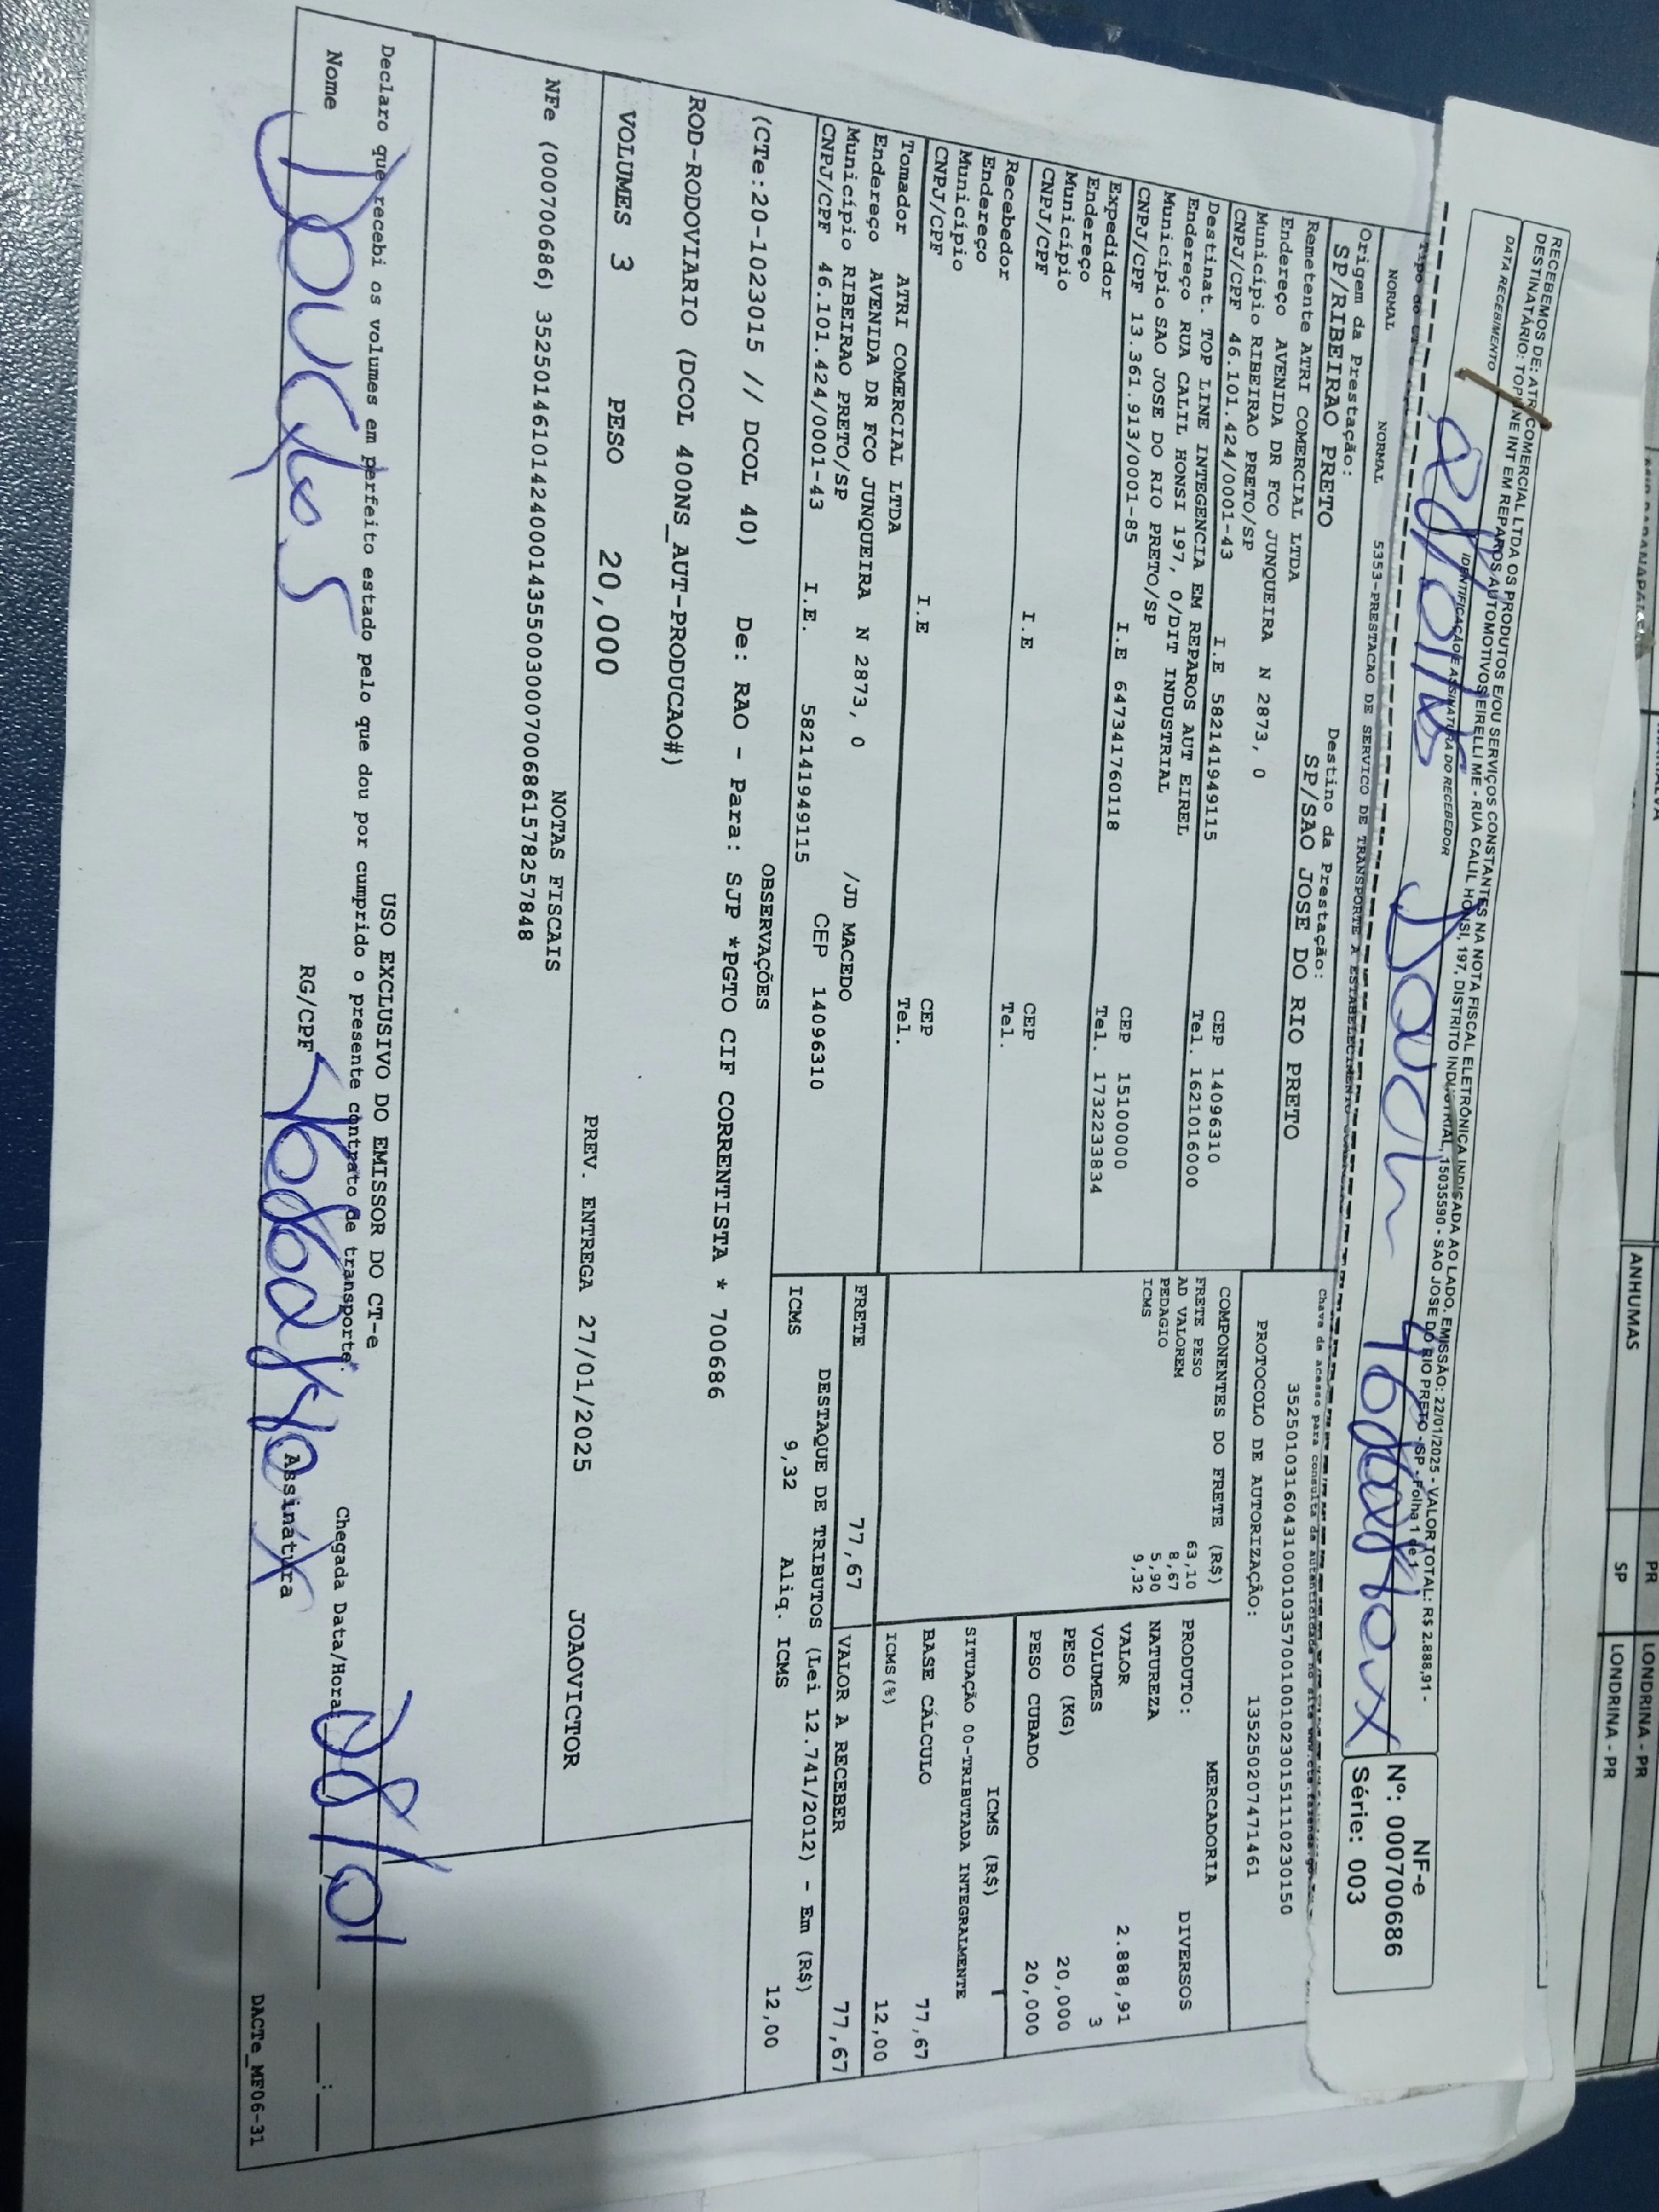 RECEBEMOS DE: ATRI COMERCIAL LTDA OS PRODUTOS E/OU SERVIÇOS CONSTANTES NA NOTA FISCAL ELETRÔNICA INDICADA AO LADO. EMISSÃO: 22/01/2025 - VALOR TOTAL: R$ 2.888,91 -
DESTINATÁRIO: TOP LINE INT EM REPAROS AUTOMOTIVOS EIRELLI ME - RUA CALIL HONSI, 197, DISTRITO INDUSTRIAL, 15035590 - SAO JOSE DO RIO PRETO - SP - Folha 1 de 1
DATA RECEBIMENTO
IDENTIFICAÇÃO E ASSINATURA DO RECEBEDOR
NF-e
Nº: 000700686
Série: 003
NORMAL NORMAL 5353-PRESTACAO DE SERVICO DE TRANSPORTE A ESTABELECIMENTO
Chave de acesso para consulta de autenticidade no site
Origem da Prestação: Destino da Prestação:
SP/RIBEIRAO PRETO SP/SAO JOSE DO RIO PRETO
35250103160431000103570010010230151110230150
PROTOCOLO DE AUTORIZAÇÃO: 135250207471461
Remetente ATRI COMERCIAL LTDA
Endereço AVENIDA DR FCO JUNQUEIRA N 2873, 0
Município RIBEIRAO PRETO/SP CEP 14096310
CNPJ/CPF 46.101.424/0001-43 I.E 582141949115 Tel. 1621016000
Destinat. TOP LINE INTEGENCIA EM REPAROS AUT EIREL
Endereço RUA CALIL HONSI 197, 0/DIT INDUSTRIAL
Município SAO JOSE DO RIO PRETO/SP CEP 15100000
CNPJ/CPF 13.361.913/0001-85 I.E 647341760118 Tel. 1732233834
Expedidor
Endereço
Município CEP
CNPJ/CPF I.E Tel.
Recebedor
Endereço
Município CEP
CNPJ/CPF I.E Tel.
Tomador ATRI COMERCIAL LTDA
Endereço AVENIDA DR FCO JUNQUEIRA N 2873, 0 /JD MACEDO
Município RIBEIRAO PRETO/SP CEP 14096310
CNPJ/CPF 46.101.424/0001-43 I.E. 582141949115
COMPONENTES DO FRETE (R$)
FRETE PESO 63,10
AD VALOREM 8,67
PEDAGIO 5,90
ICMS 9,32
MERCADORIA
PRODUTO: DIVERSOS
NATUREZA
VALOR 2.888,91
VOLUMES 3
PESO (KG) 20,000
PESO CUBADO 20,000
ICMS (R$)
SITUAÇÃO 00-TRIBUTADA INTEGRALMENTE
BASE CÁLCULO 77,67
ICMS(%) 12,00
FRETE 77,67 VALOR A RECEBER 77,67
DESTAQUE DE TRIBUTOS (Lei 12.741/2012) - Em (R$)
ICMS 9,32 Aliq. ICMS 12,00
OBSERVAÇÕES
(CTe:20-1023015 // DCOL 40) De: RAO - Para: SJP *PGTO CIF CORRENTISTA * 700686
ROD-RODOVIARIO (DCOL 400NS_AUT-PRODUCAO#)
VOLUMES 3 PESO 20,000 PREV. ENTREGA 27/01/2025 JOAOVICTOR
NOTAS FISCAIS
NFe (000700686) 35250146101424000143550030007006861578257848
USO EXCLUSIVO DO EMISSOR DO CT-e
Declaro que recebi os volumes em perfeito estado pelo que dou por cumprido o presente contrato de transporte.
Chegada Data/Hora 28/01
Nome RG/CPF Assinatura
DACTe_MF06-31
ANHUMAS SP LONDRINA - PR
PR LONDRINA - PR